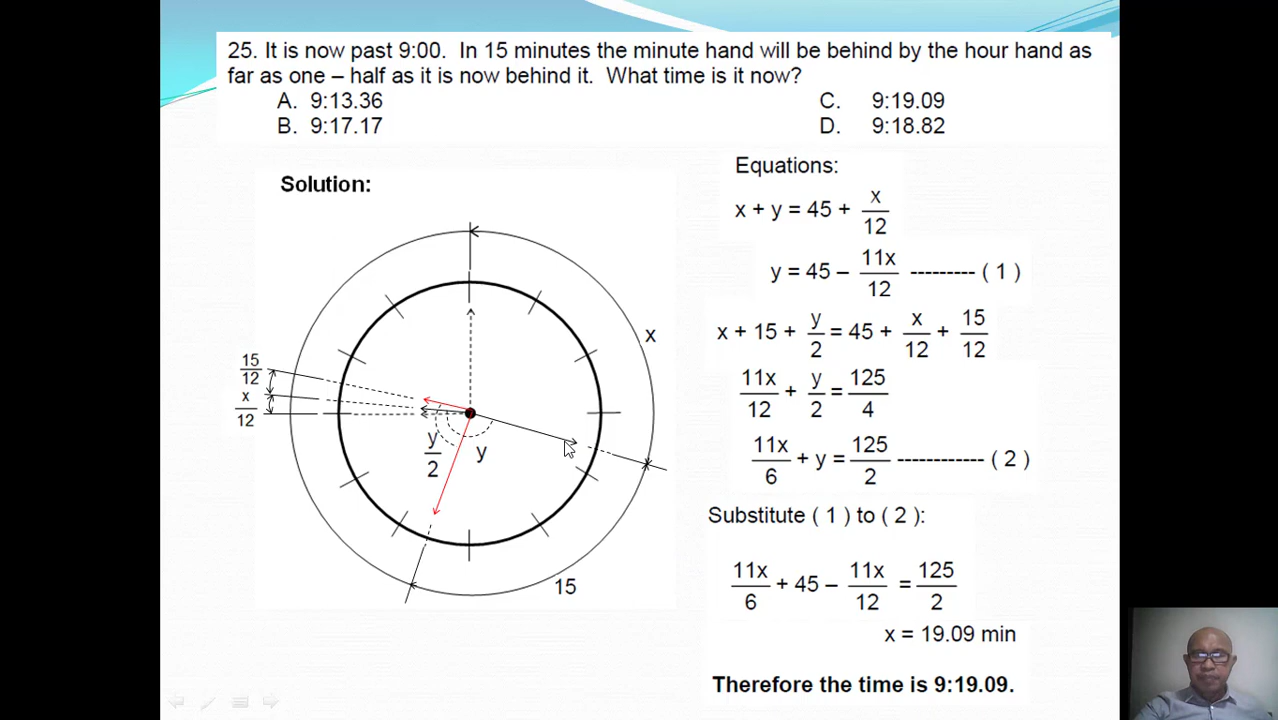 25. It is now past 9:00. In 15 minutes the minute hand will be behind by the hour hand as
far as one – half as it is now behind it. What time is it now?
A. 9:13.36
B. 9:17.17
C. 9:19.09
D. 9:18.82
Solution:
x
15
12
x
12
y
2
y
15
Equations:
x + y = 45 + x/12
y = 45 – 11x/12 --------- ( 1 )
x + 15 + y/2 = 45 + x/12 + 15/12
11x/12 + y/2 = 125/4
11x/6 + y = 125/2 ------------ ( 2 )
Substitute ( 1 ) to ( 2 ):
11x/6 + 45 – 11x/12 = 125/2
x = 19.09 min
Therefore the time is 9:19.09.